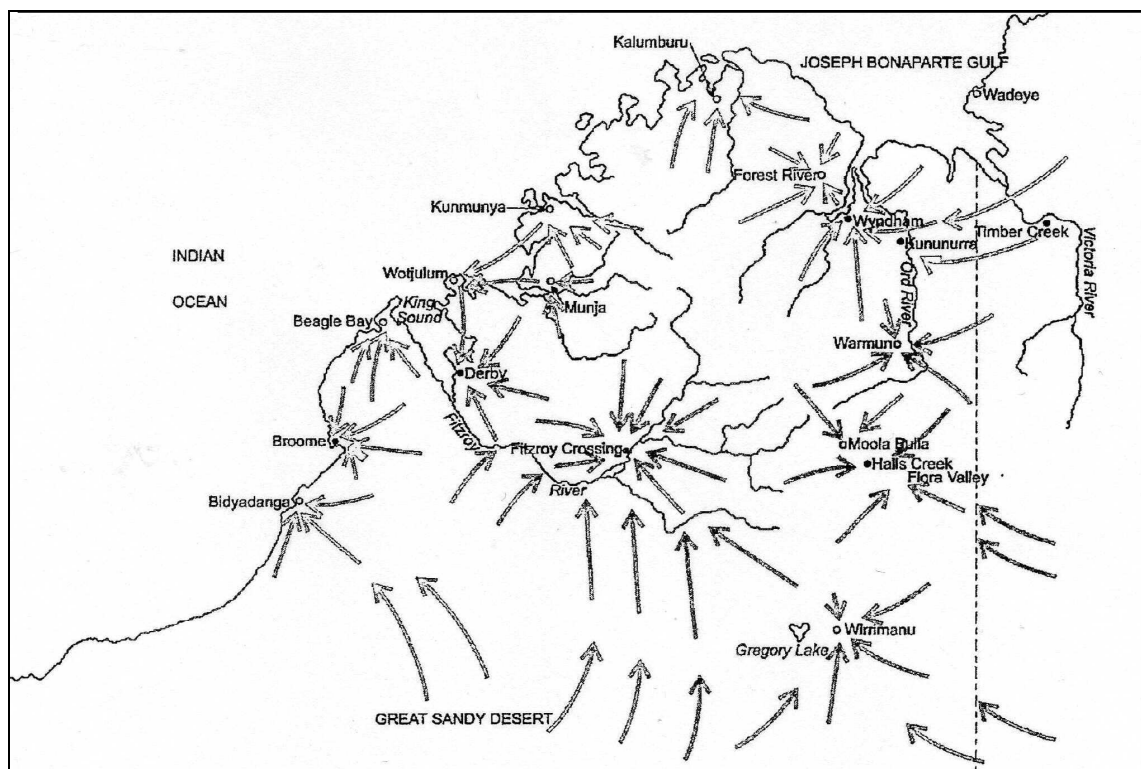 Kalumburu
JOSEPH BONAPARTE GULF
Wadeye
Forest River
Kunmunya
Wyndham
Timber Creek
Kununurra
Victoria River
INDIAN
OCEAN
Wotjulum
King
Sound
Munja
Ord River
Beagle Bay
Warmun
Derby
Broome
Fitzroy
Fitzroy Crossing
Moola Bulla
Halls Creek
Flora Valley
River
Bidyadanga
Wirrimanu
Gregory Lake
GREAT SANDY DESERT